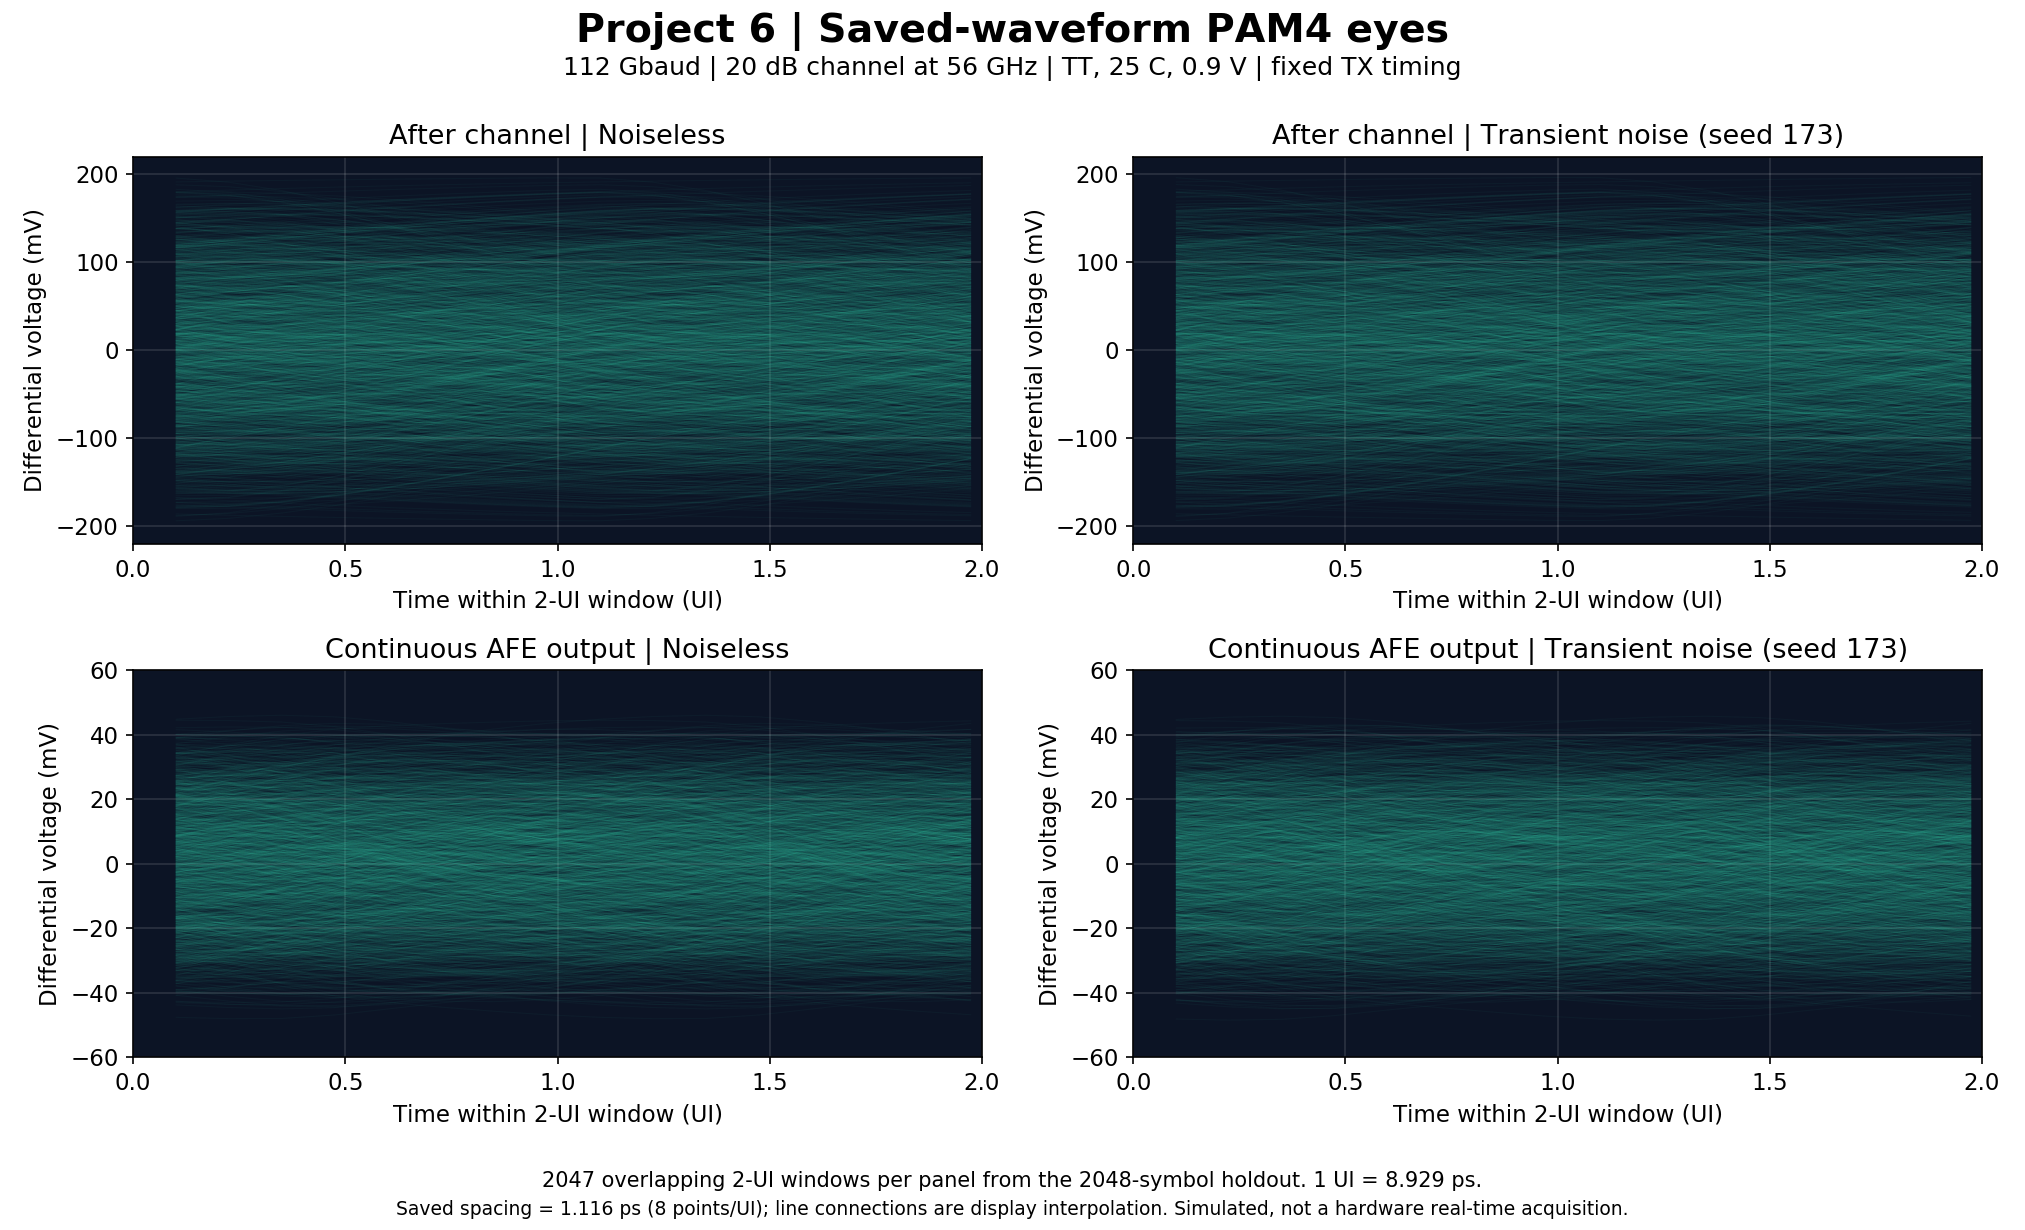 Project 6 | Saved-waveform PAM4 eyes
112 Gbaud | 20 dB channel at 56 GHz | TT, 25 C, 0.9 V | fixed TX timing
After channel | Noiseless
Differential voltage (mV)
200
100
0
−100
−200
0.0 0.5 1.0 1.5 2.0
Time within 2-UI window (UI)
After channel | Transient noise (seed 173)
Differential voltage (mV)
200
100
0
−100
−200
0.0 0.5 1.0 1.5 2.0
Time within 2-UI window (UI)
Continuous AFE output | Noiseless
Differential voltage (mV)
60
40
20
0
−20
−40
−60
0.0 0.5 1.0 1.5 2.0
Time within 2-UI window (UI)
Continuous AFE output | Transient noise (seed 173)
Differential voltage (mV)
60
40
20
0
−20
−40
−60
0.0 0.5 1.0 1.5 2.0
Time within 2-UI window (UI)
2047 overlapping 2-UI windows per panel from the 2048-symbol holdout. 1 UI = 8.929 ps.
Saved spacing = 1.116 ps (8 points/UI); line connections are display interpolation. Simulated, not a hardware real-time acquisition.